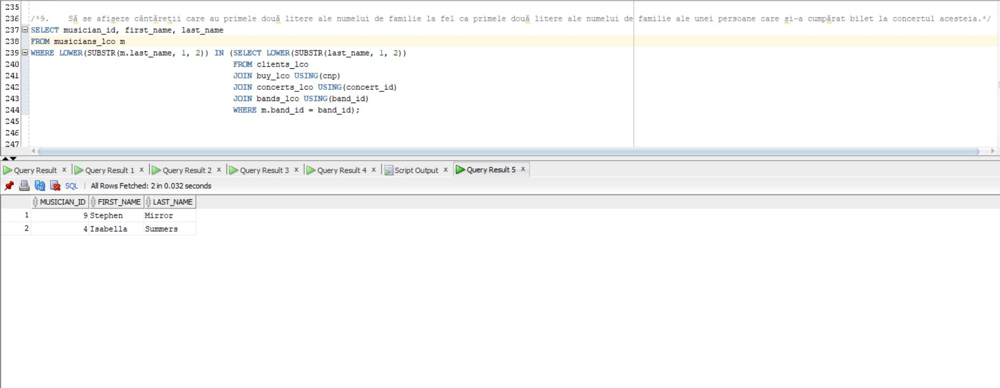 235
236 /*9. Să se afișeze cântăreții care au primele două litere ale numelui de familie la fel ca primele două litere ale numelui de familie ale unei persoane care și-a cumpărat bilet la concertul acesteia.*/
237 SELECT musician_id, first_name, last_name
238 FROM musicians_lco m
239 WHERE LOWER(SUBSTR(m.last_name, 1, 2)) IN (SELECT LOWER(SUBSTR(last_name, 1, 2))
240 FROM clients_lco
241 JOIN buy_lco USING(cnp)
242 JOIN concerts_lco USING(concert_id)
243 JOIN bands_lco USING(band_id)
244 WHERE m.band_id = band_id);
245
246
247
Query Result x Query Result 1 x Query Result 2 x Query Result 3 x Query Result 4 x Script Output x Query Result 5 x
SQL | All Rows Fetched: 2 in 0.032 seconds
MUSICIAN_ID FIRST_NAME LAST_NAME
1 9 Stephen Mirror
2 4 Isabella Summers